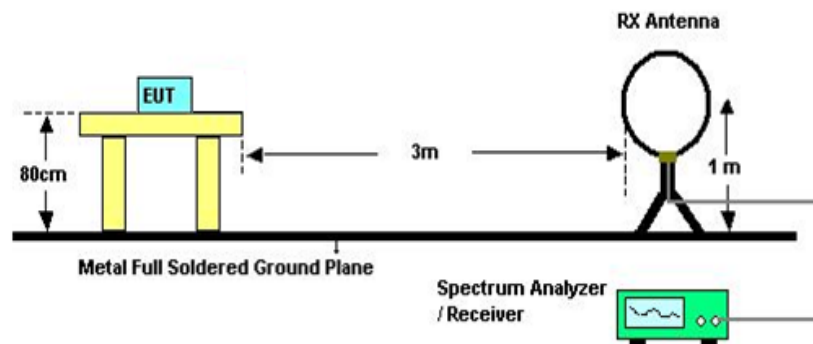 RX Antenna
EUT
3m
80cm
1 m
Metal Full Soldered Ground Plane
Spectrum Analyzer
/ Receiver